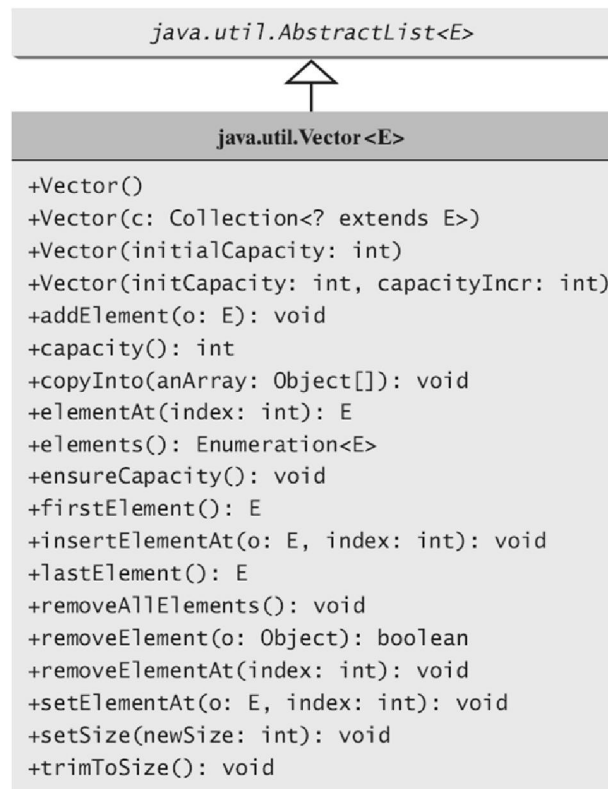 java.util.AbstractList<E>
java.util.Vector<E>
+Vector()
+Vector(c: Collection<? extends E>)
+Vector(initialCapacity: int)
+Vector(initCapacity: int, capacityIncr: int)
+addElement(o: E): void
+capacity(): int
+copyInto(anArray: Object[]): void
+elementAt(index: int): E
+elements(): Enumeration<E>
+ensureCapacity(): void
+firstElement(): E
+insertElementAt(o: E, index: int): void
+lastElement(): E
+removeAllElements(): void
+removeElement(o: Object): boolean
+removeElementAt(index: int): void
+setElementAt(o: E, index: int): void
+setSize(newSize: int): void
+trimToSize(): void